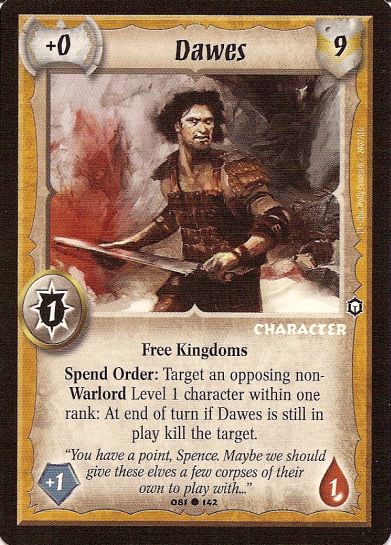 +0
Dawes
9
1
CHARACTER
Free Kingdoms
Spend Order: Target an opposing non-
Warlord Level 1 character within one
rank: At end of turn if Dawes is still in
play kill the target.
"You have a point, Spence. Maybe we should
give these elves a few corpses of their
own to play with..."
+1
081 ● 142
1